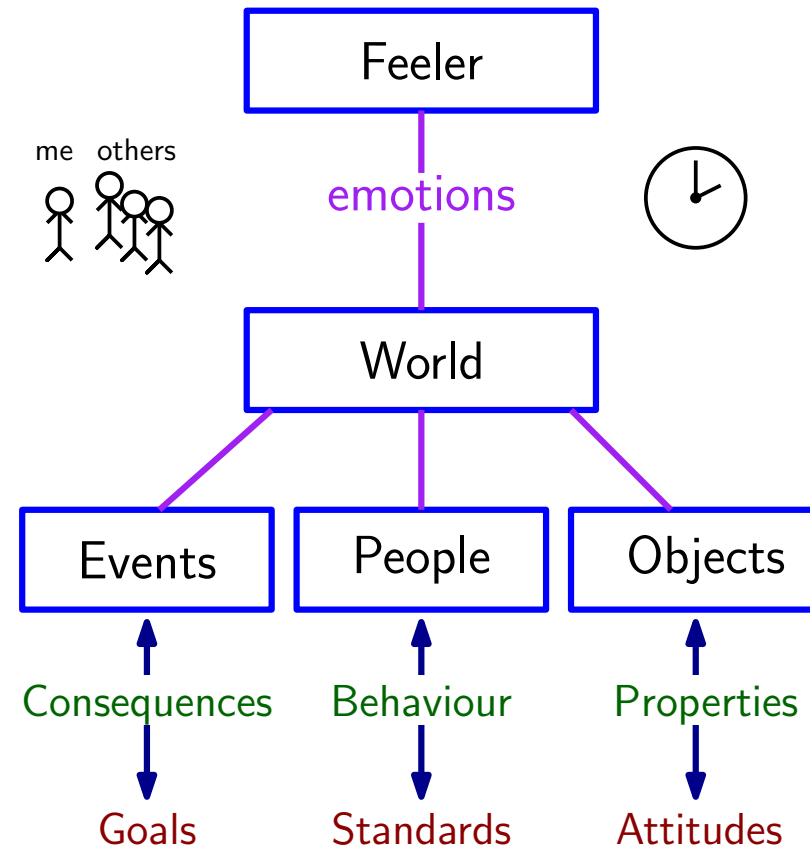 Feeler
me others
emotions
World
Events People Objects
Consequences Behaviour Properties
Goals Standards Attitudes